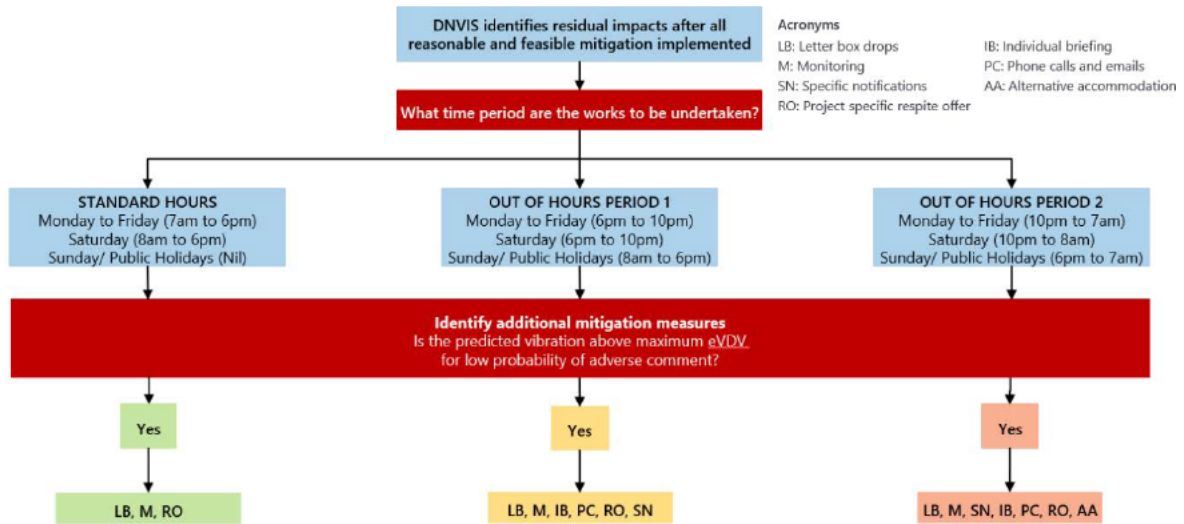 DNVIS identifies residual impacts after all
reasonable and feasible mitigation implemented
Acronyms
LB: Letter box drops
IB: Individual briefing
M: Monitoring
PC: Phone calls and emails
SN: Specific notifications
AA: Alternative accommodation
RO: Project specific respite offer
What time period are the works to be undertaken?
STANDARD HOURS
Monday to Friday (7am to 6pm)
Saturday (8am to 6pm)
Sunday/ Public Holidays (Nil)
OUT OF HOURS PERIOD 1
Monday to Friday (6pm to 10pm)
Saturday (6pm to 10pm)
Sunday/ Public Holidays (8am to 6pm)
OUT OF HOURS PERIOD 2
Monday to Friday (10pm to 7am)
Saturday (10pm to 8am)
Sunday/ Public Holidays (6pm to 7am)
Identify additional mitigation measures
Is the predicted vibration above maximum eVDV
for low probability of adverse comment?
Yes
Yes
Yes
LB, M, RO
LB, M, IB, PC, RO, SN
LB, M, SN, IB, PC, RO, AA